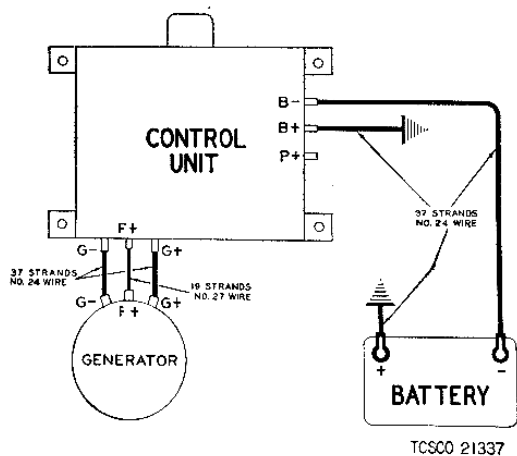 CONTROL
UNIT
B-
B+
P+
G-
F+
G+
37 STRANDS
NO. 24 WIRE
19 STRANDS
NO. 27 WIRE
G-
F+
G+
GENERATOR
37 STRANDS
NO. 24 WIRE
+
-
BATTERY
TCSCO 21337